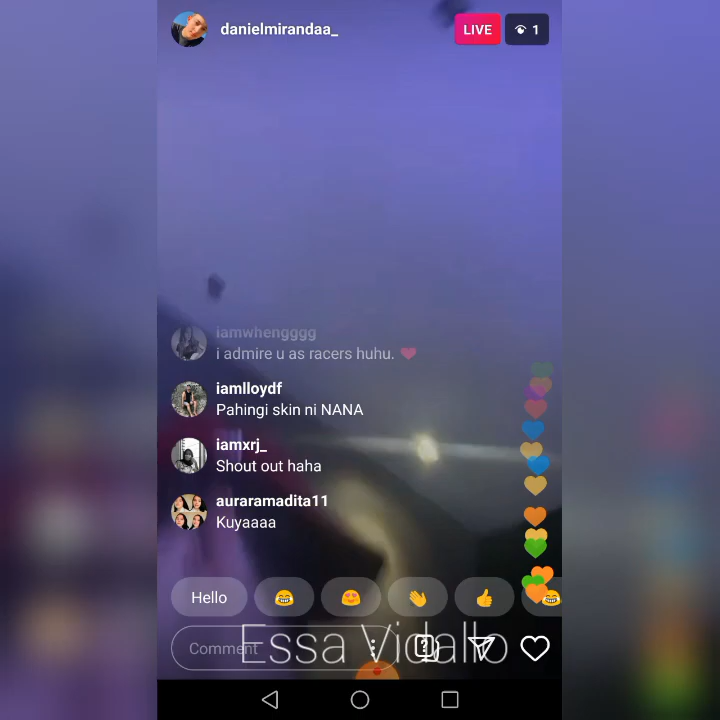 danielmirandaa_
LIVE
1
iamwhengggg
i admire u as racers huhu.
iamlloydf
Pahingi skin ni NANA
iamxrj_
Shout out haha
auraramadita11
Kuyaaaa
Hello
Comment
Essa Vidallo